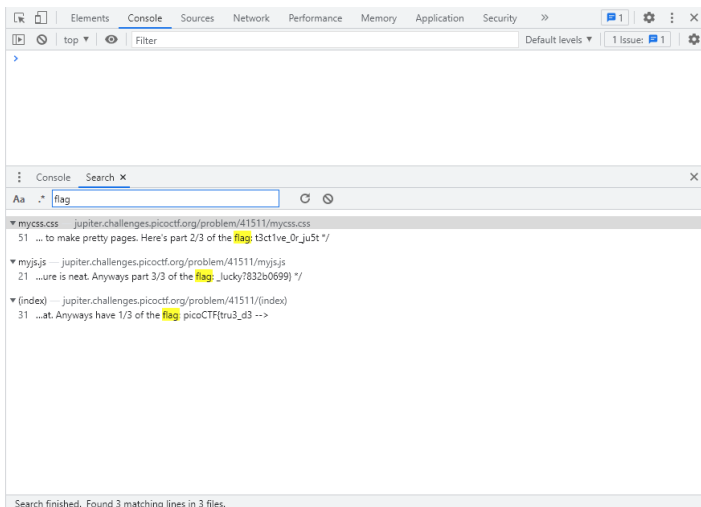 Elements Console Sources Network Performance Memory Application Security » 1
top ▼ Filter Default levels ▼ 1 Issue: 1
>
Console Search ×
Aa .* flag
▼ mycss.css jupiter.challenges.picoctf.org/problem/41511/mycss.css
51 ... to make pretty pages. Here's part 2/3 of the flag: t3ct1ve_0r_ju5t */
▼ myjs.js — jupiter.challenges.picoctf.org/problem/41511/myjs.js
21 ...ure is neat. Anyways part 3/3 of the flag: _lucky?832b0699} */
▼ (index) — jupiter.challenges.picoctf.org/problem/41511/(index)
31 ...at. Anyways have 1/3 of the flag: picoCTF{tru3_d3 -->
Search finished. Found 3 matching lines in 3 files.